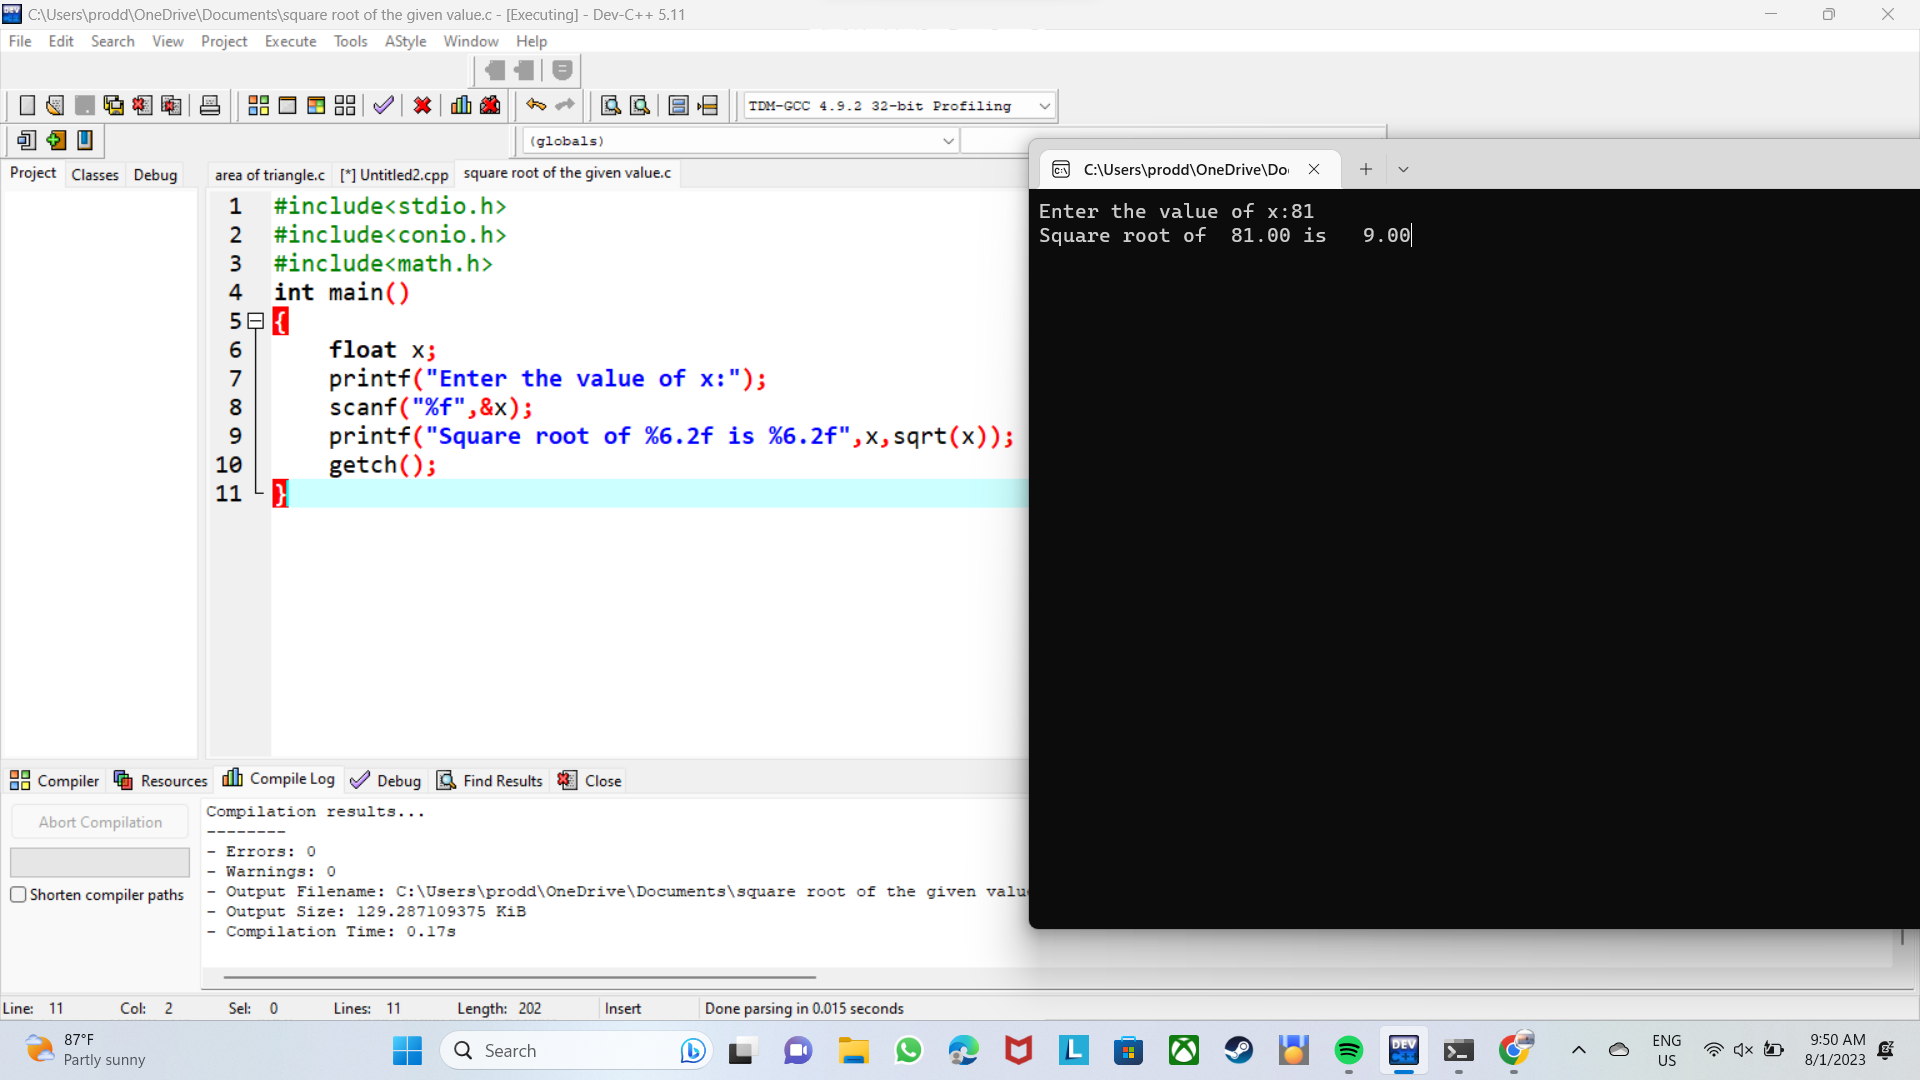 C:\Users\prodd\OneDrive\Documents\square root of the given value.c - [Executing] - Dev-C++ 5.11
File Edit Search View Project Execute Tools AStyle Window Help
TDM-GCC 4.9.2 32-bit Profiling
(globals)
Project Classes Debug
area of triangle.c [*] Untitled2.cpp square root of the given value.c
1 #include<stdio.h>
2 #include<conio.h>
3 #include<math.h>
4 int main()
5 {
6 float x;
7 printf("Enter the value of x:");
8 scanf("%f",&x);
9 printf("Square root of %6.2f is %6.2f",x,sqrt(x));
10 getch();
11 }
C:\Users\prodd\OneDrive\Do
Enter the value of x:81
Square root of  81.00 is   9.00
Compiler Resources Compile Log Debug Find Results Close
Abort Compilation
Shorten compiler paths
Compilation results...
--------
- Errors: 0
- Warnings: 0
- Output Filename: C:\Users\prodd\OneDrive\Documents\square root of the given valu
- Output Size: 129.287109375 KiB
- Compilation Time: 0.17s
Line: 11 Col: 2 Sel: 0 Lines: 11 Length: 202 Insert Done parsing in 0.015 seconds
87°F
Partly sunny
Search
DEV
C++
L
ENG
US
9:50 AM
8/1/2023